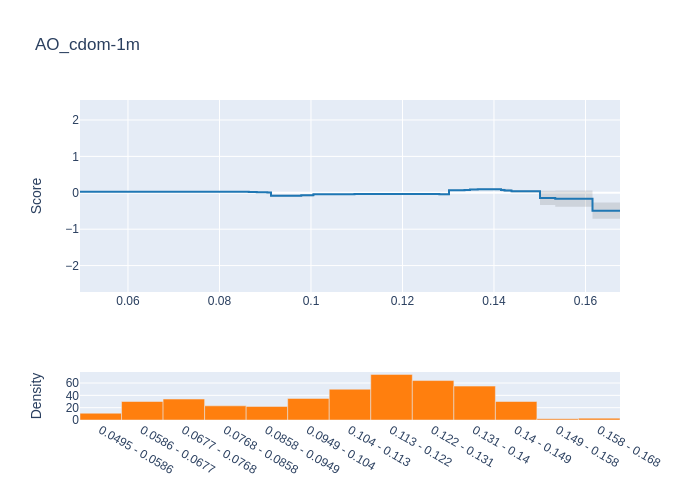 AO_cdom-1m
Score
2
1
0
−1
−2
0.06
0.08
0.1
0.12
0.14
0.16
Density
60
40
20
0
0.0495 - 0.0586
0.0586 - 0.0677
0.0677 - 0.0768
0.0768 - 0.0858
0.0858 - 0.0949
0.0949 - 0.104
0.104 - 0.113
0.113 - 0.122
0.122 - 0.131
0.131 - 0.14
0.14 - 0.149
0.149 - 0.158
0.158 - 0.168